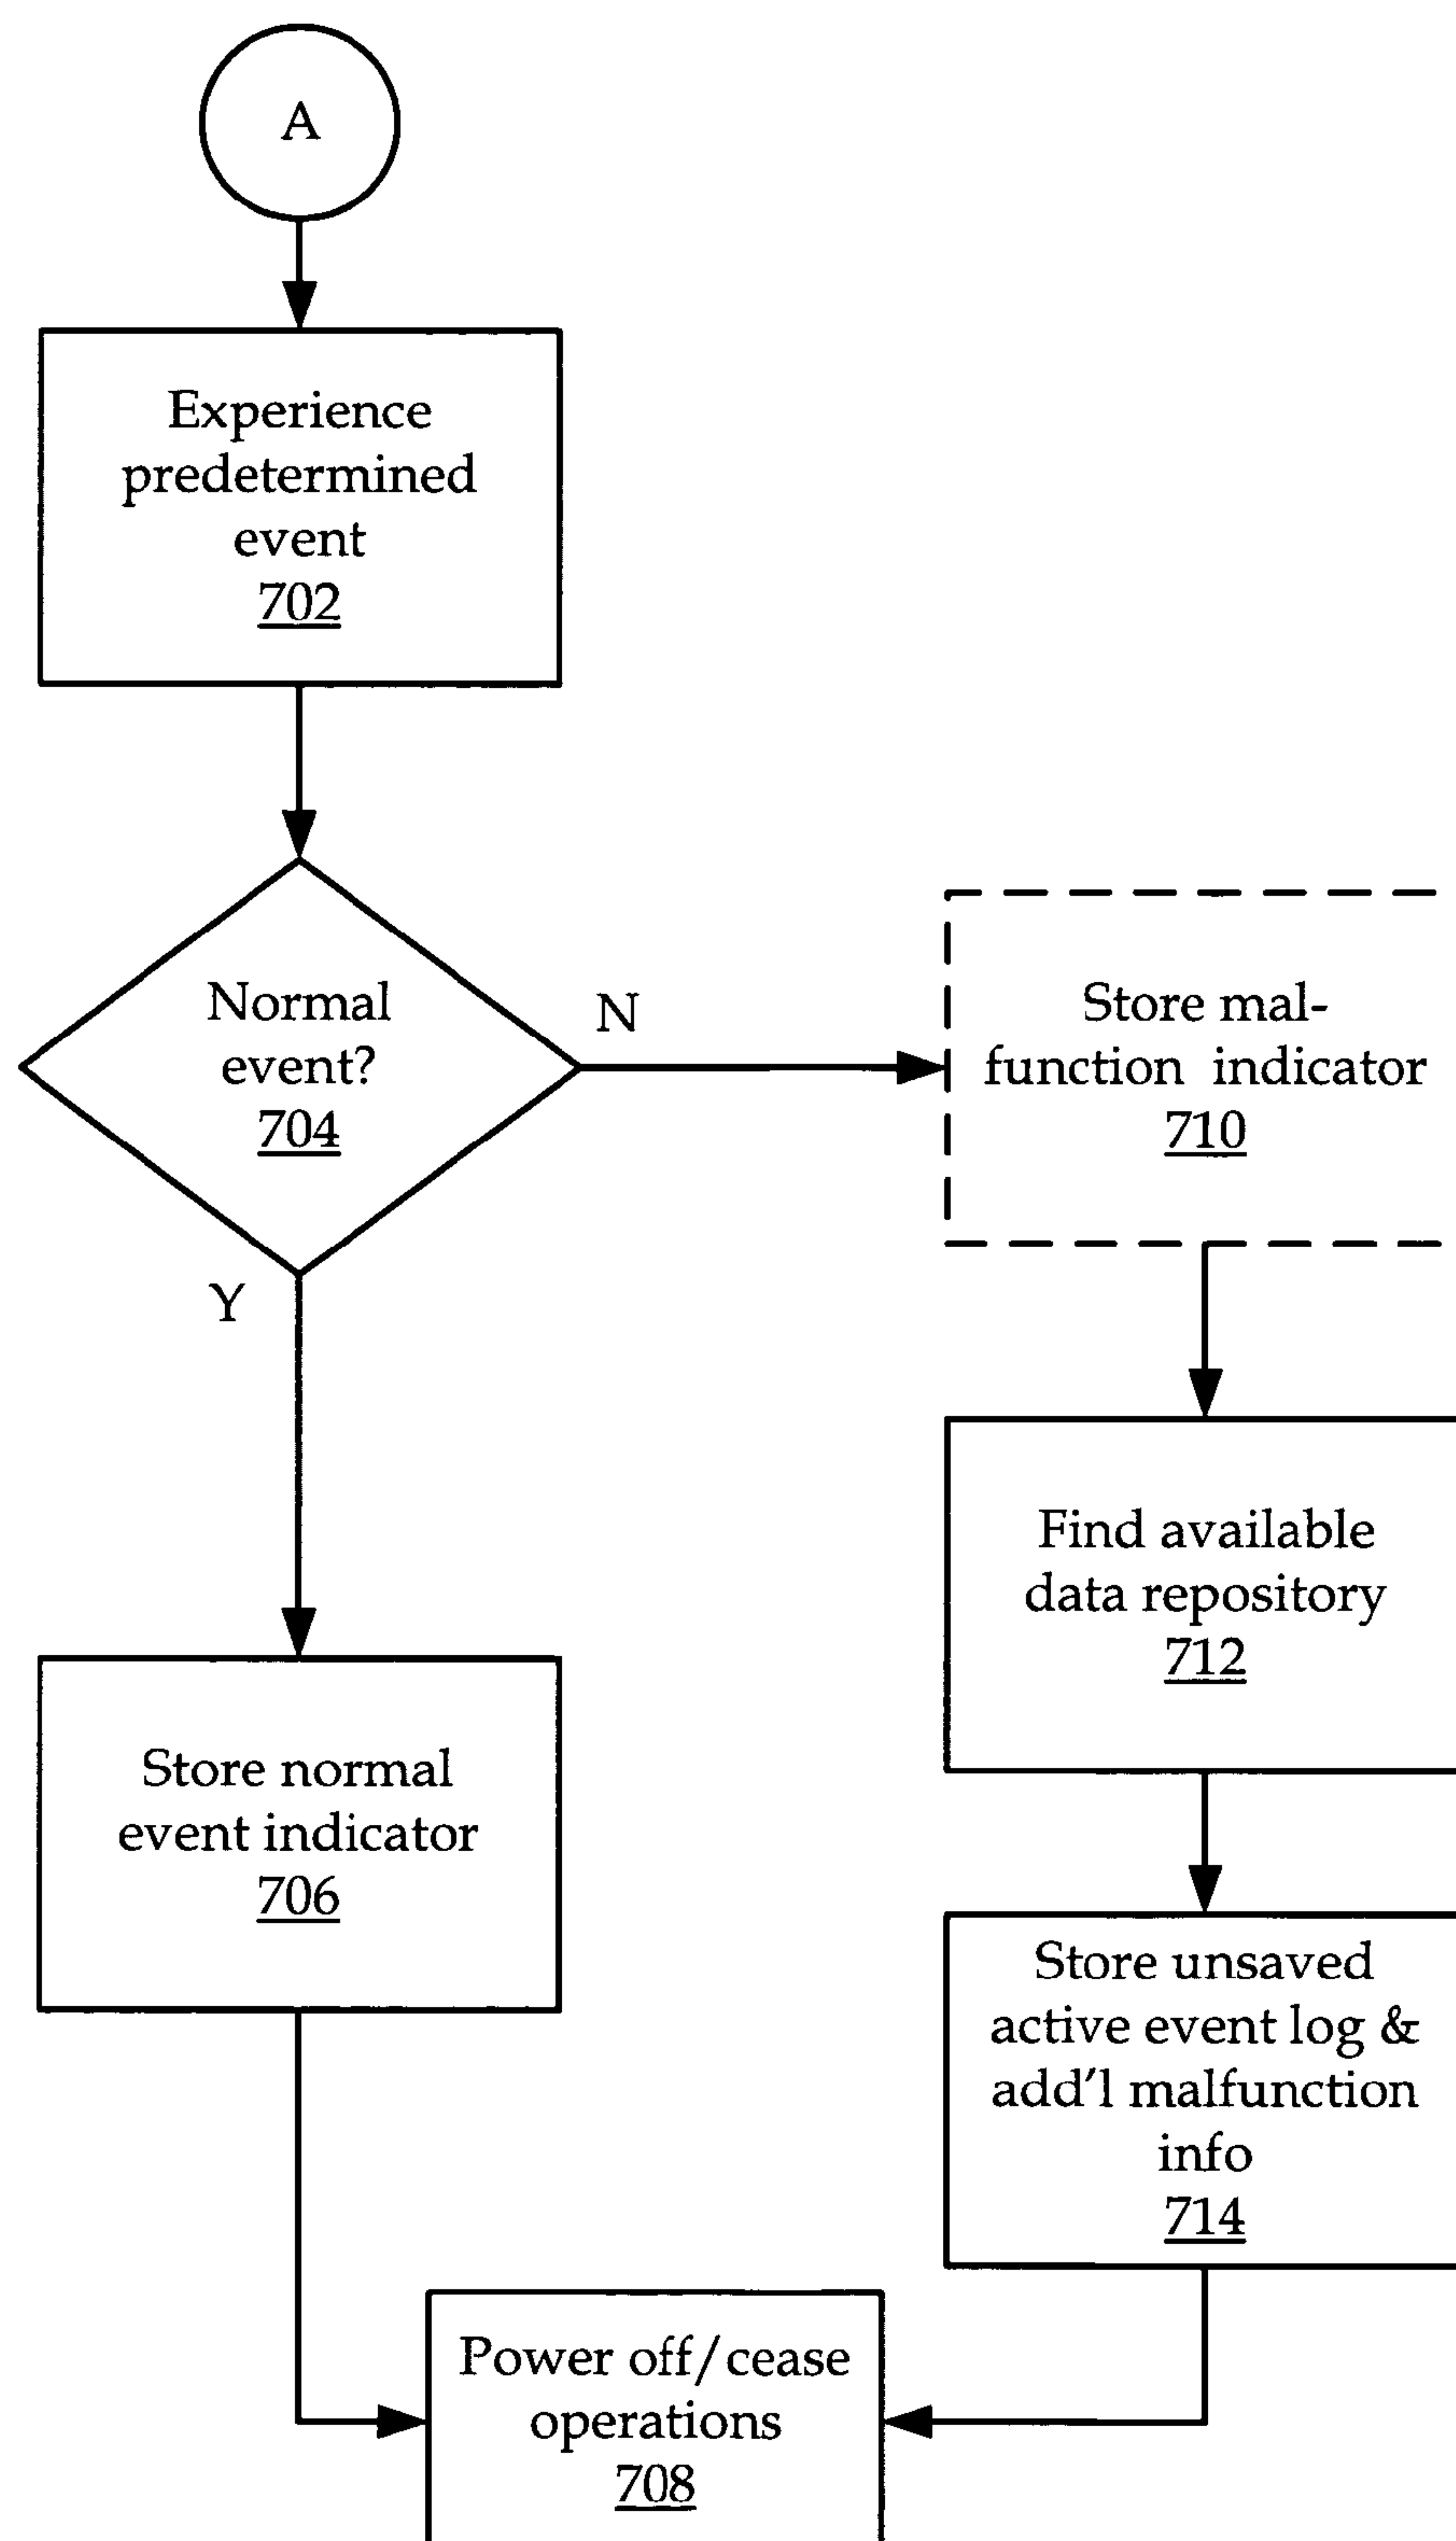 A
Experience
predetermined
event
702
Normal
event?
704
N
Y
Store mal-
function indicator
710
Find available
data repository
712
Store normal
event indicator
706
Store unsaved
active event log &
add'l malfunction
info
714
Power off/cease
operations
708